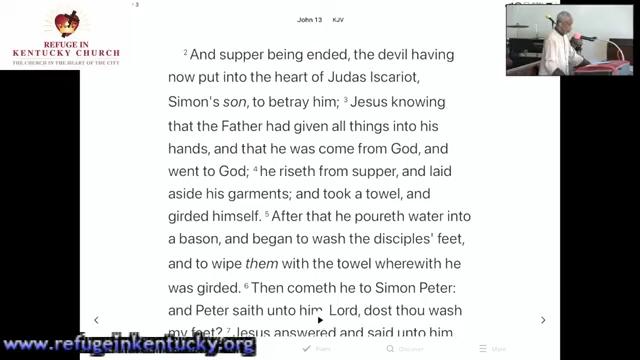 John 13 KJV
REFUGE IN
KENTUCKY CHURCH
THE CHURCH IN THE HEART OF THE CITY
2 And supper being ended, the devil having
now put into the heart of Judas Iscariot,
Simon's son, to betray him; 3 Jesus knowing
that the Father had given all things into his
hands, and that he was come from God, and
went to God; 4 he riseth from supper, and laid
aside his garments; and took a towel, and
girded himself. 5 After that he poureth water into
a bason, and began to wash the disciples' feet,
and to wipe them with the towel wherewith he
was girded. 6 Then cometh he to Simon Peter:
and Peter saith unto him, Lord, dost thou wash
my feet? 7 Jesus answered and said unto him,
www.refugeinkentucky.org
Plans Discover More